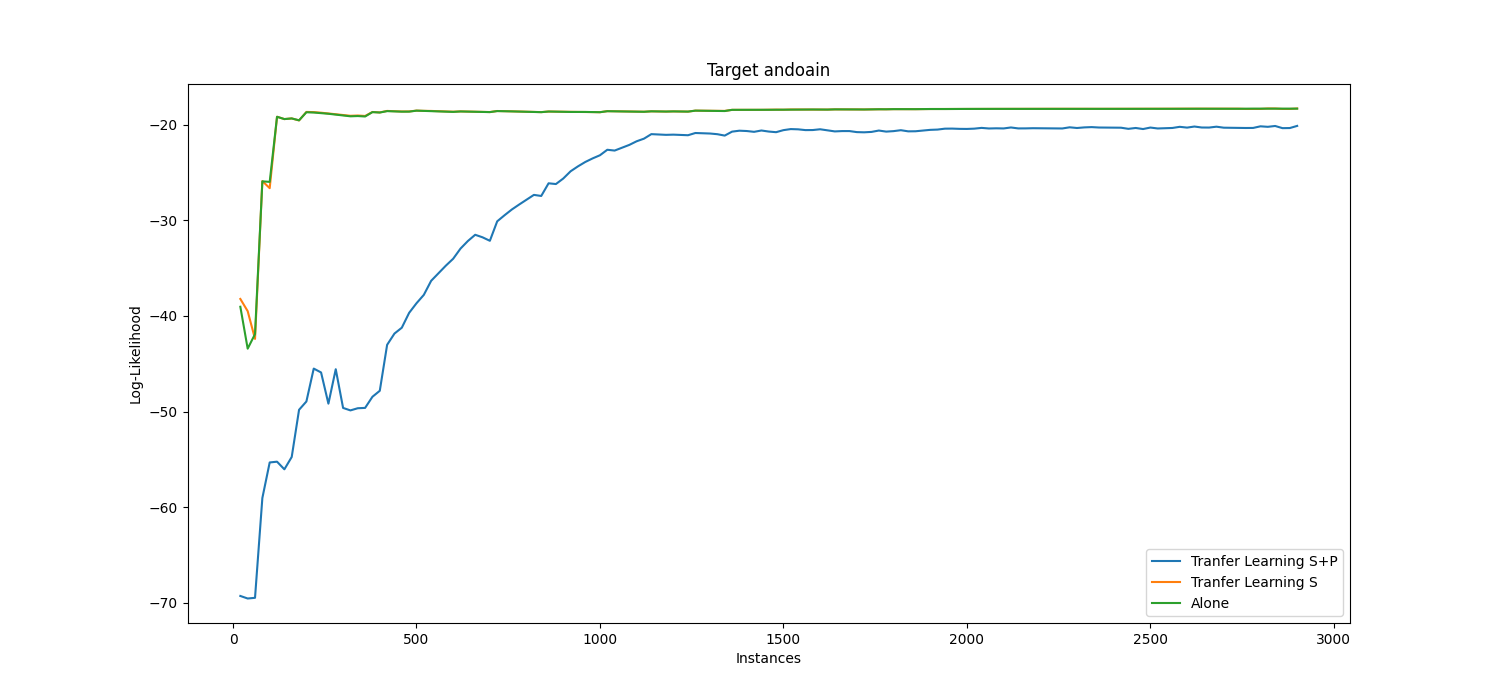 Target andoain
−20
−30
−40
−50
−60
−70
Log-Likelihood
0
500
1000
1500
2000
2500
3000
Instances
Tranfer Learning S+P
Tranfer Learning S
Alone